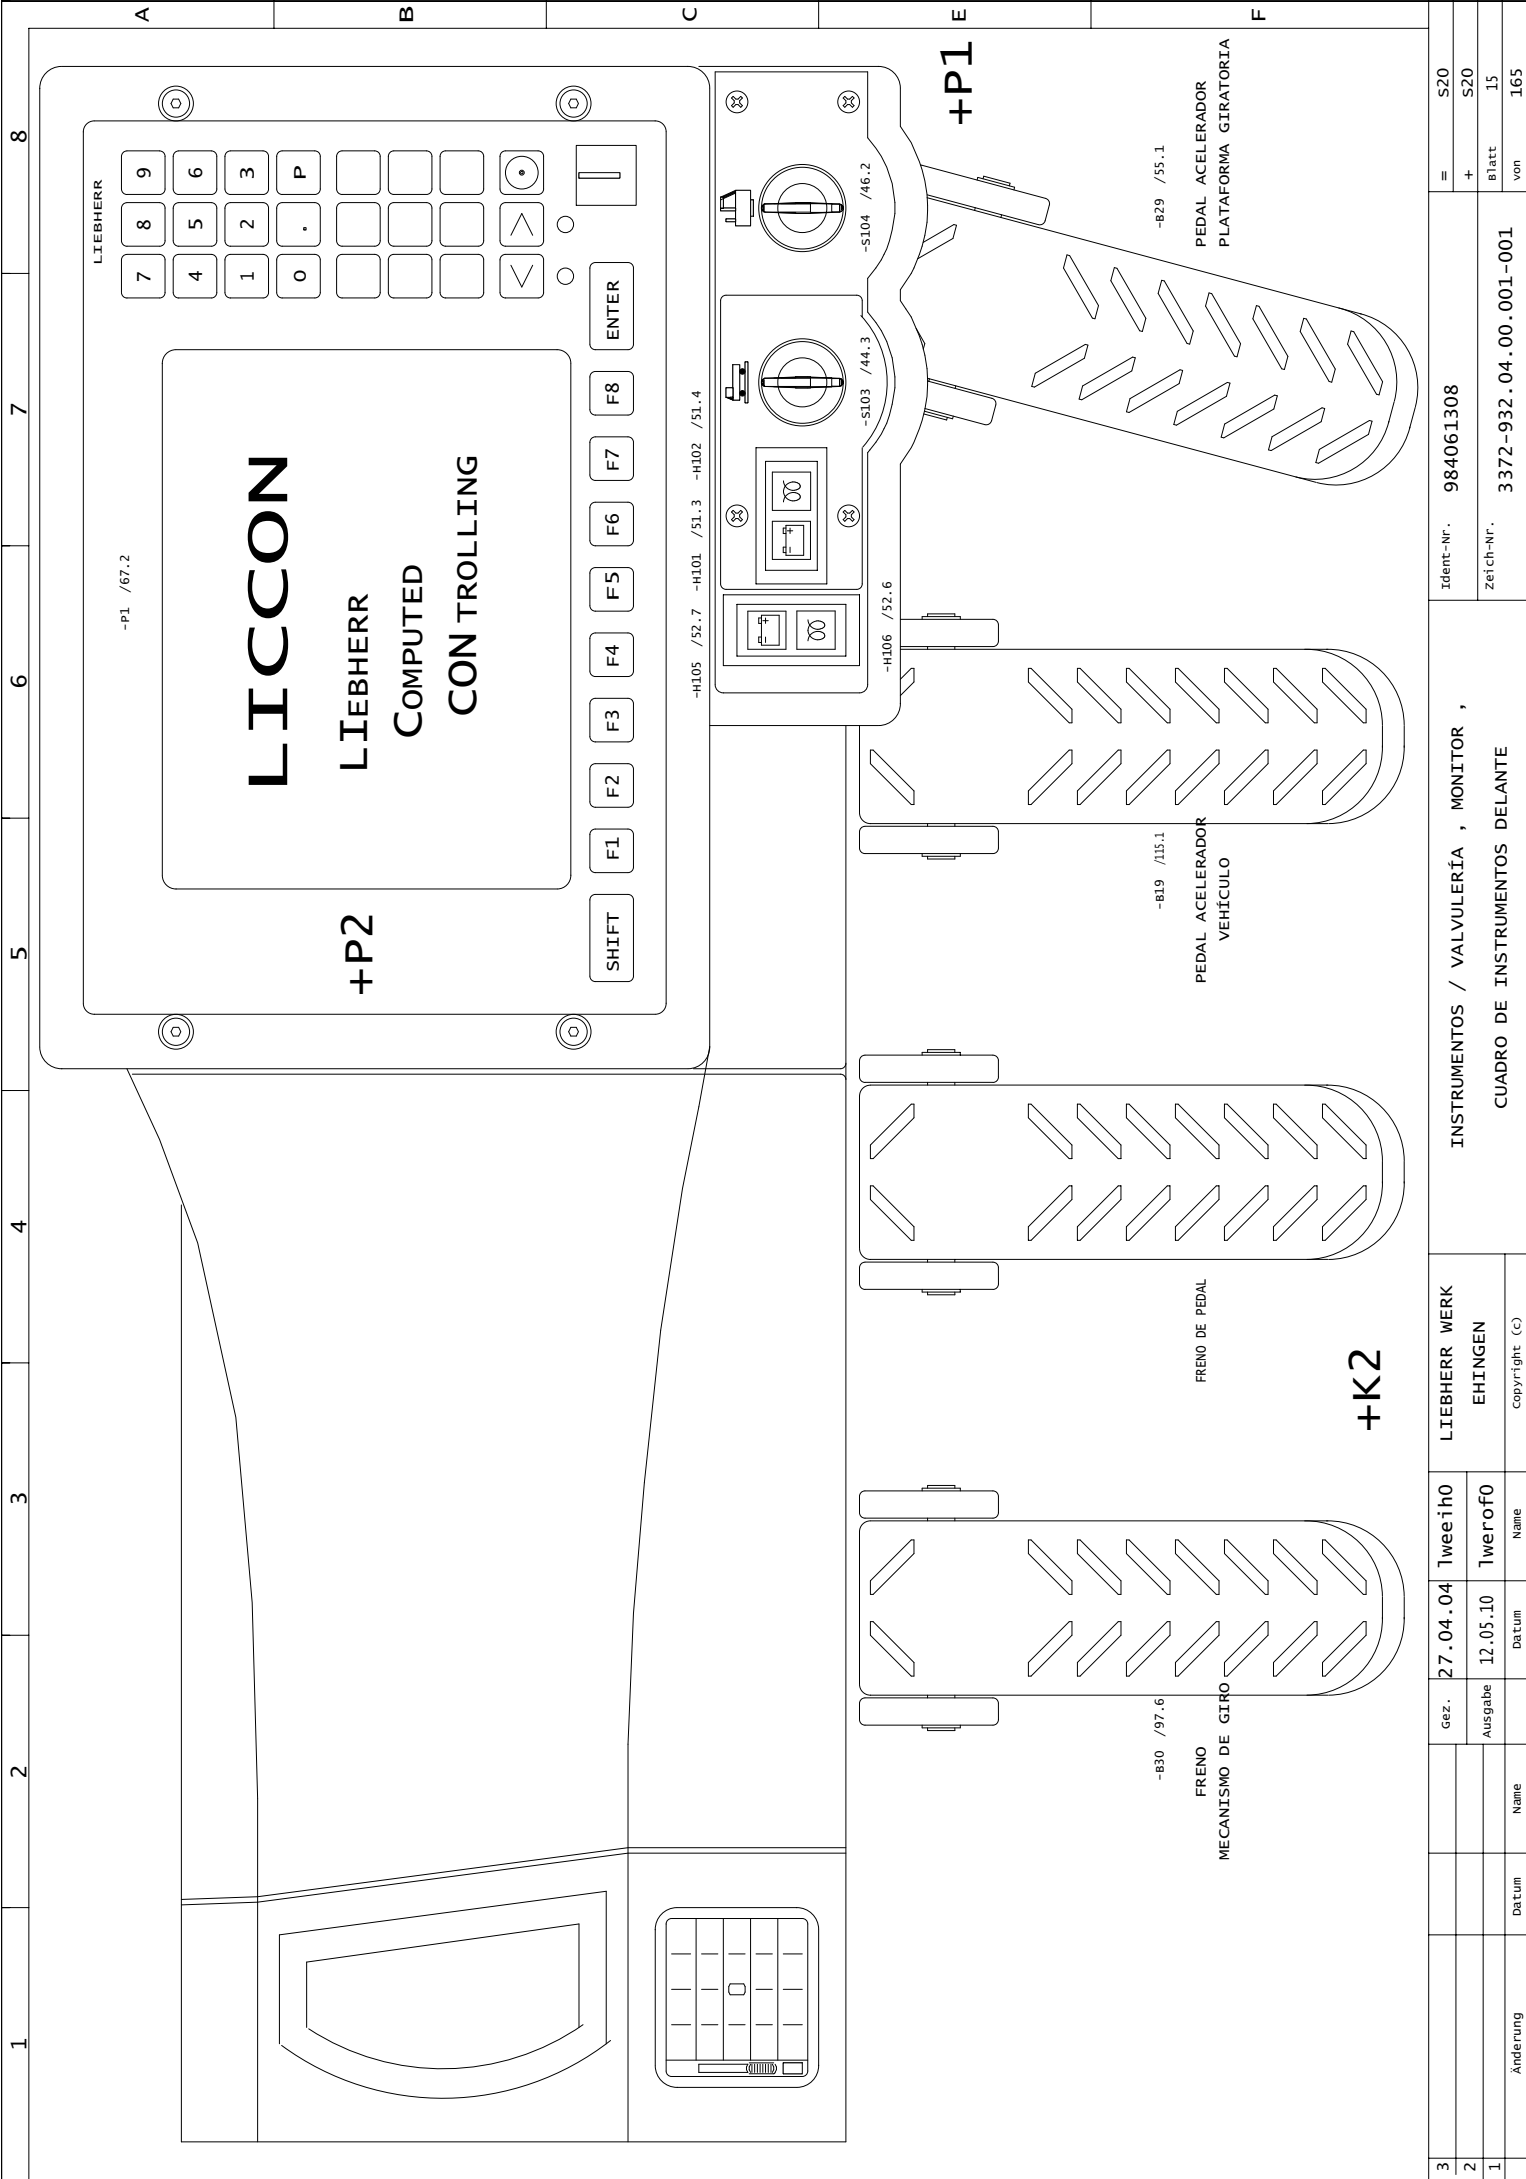 1 2 3 4 5 6 7 8
A
B
C
E
F
LIEBHERR
-P1 /67.2
7 8 9
4 5 6
1 2 3
0 . P
< >
LICCON
LIEBHERR
COMPUTED
CON TROLLING
+P2
SHIFT F1 F2 F3 F4 F5 F6 F7 F8 ENTER
-H105 /52.7 -H101 /51.3 -H102 /51.4
-S103 /44.3
-S104 /46.2
-H106 /52.6
+P1
-B30 /97.6
FRENO
MECANISMO DE GIRO
FRENO DE PEDAL
-B19 /115.1
PEDAL ACELERADOR
VEHÍCULO
-B29 /55.1
PEDAL ACELERADOR
PLATAFORMA GIRATORIA
+K2
3
2
1
Änderung Datum Name
Gez. 27.04.04 lweeih0
Ausgabe 12.05.10 lwerof0
Datum Name
LIEBHERR WERK
EHINGEN
Copyright (c)
INSTRUMENTOS / VALVULERÍA , MONITOR ,
CUADRO DE INSTRUMENTOS DELANTE
Ident-Nr. 984061308
Zeich-Nr. 3372-932.04.00.001-001
= S20
+ S20
Blatt 15
von 165